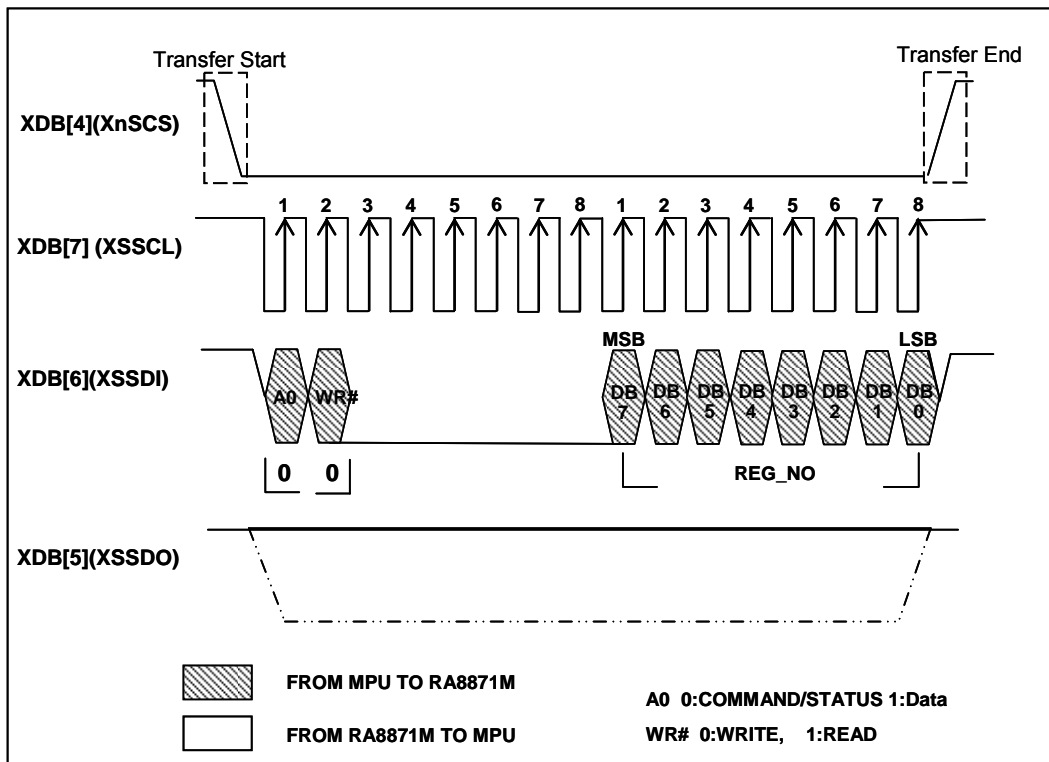 Transfer Start
Transfer End
XDB[4](XnSCS)
1 2 3 4 5 6 7 8 1 2 3 4 5 6 7 8
XDB[7] (XSSCL)
MSB LSB
XDB[6](XSSDI)
A0 WR# DB 7 DB 6 DB 5 DB 4 DB 3 DB 2 DB 1 DB 0
0 0 REG_NO
XDB[5](XSSDO)
FROM MPU TO RA8871M
A0 0:COMMAND/STATUS 1:Data
FROM RA8871M TO MPU
WR# 0:WRITE, 1:READ